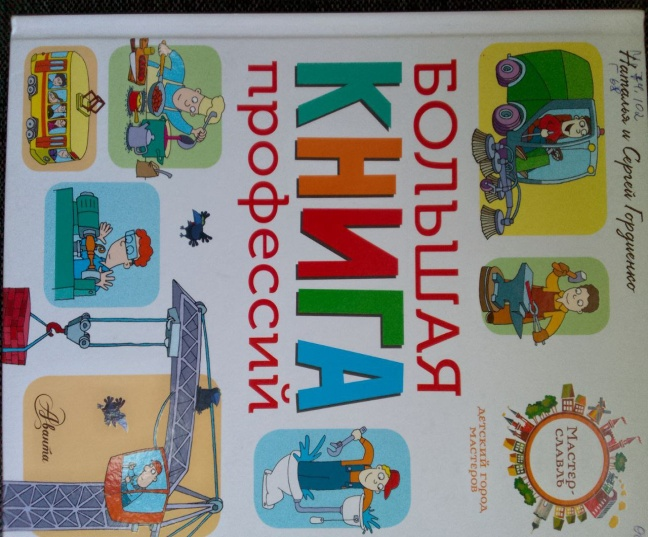 Наталья и Сергей Гордиенко
БОЛЬШАЯ
КНИГА
профессий
МАСТЕР-
СЛАВЛЬ
ДЕТСКИЙ ГОРОД
МАСТЕРОВ
Аванта